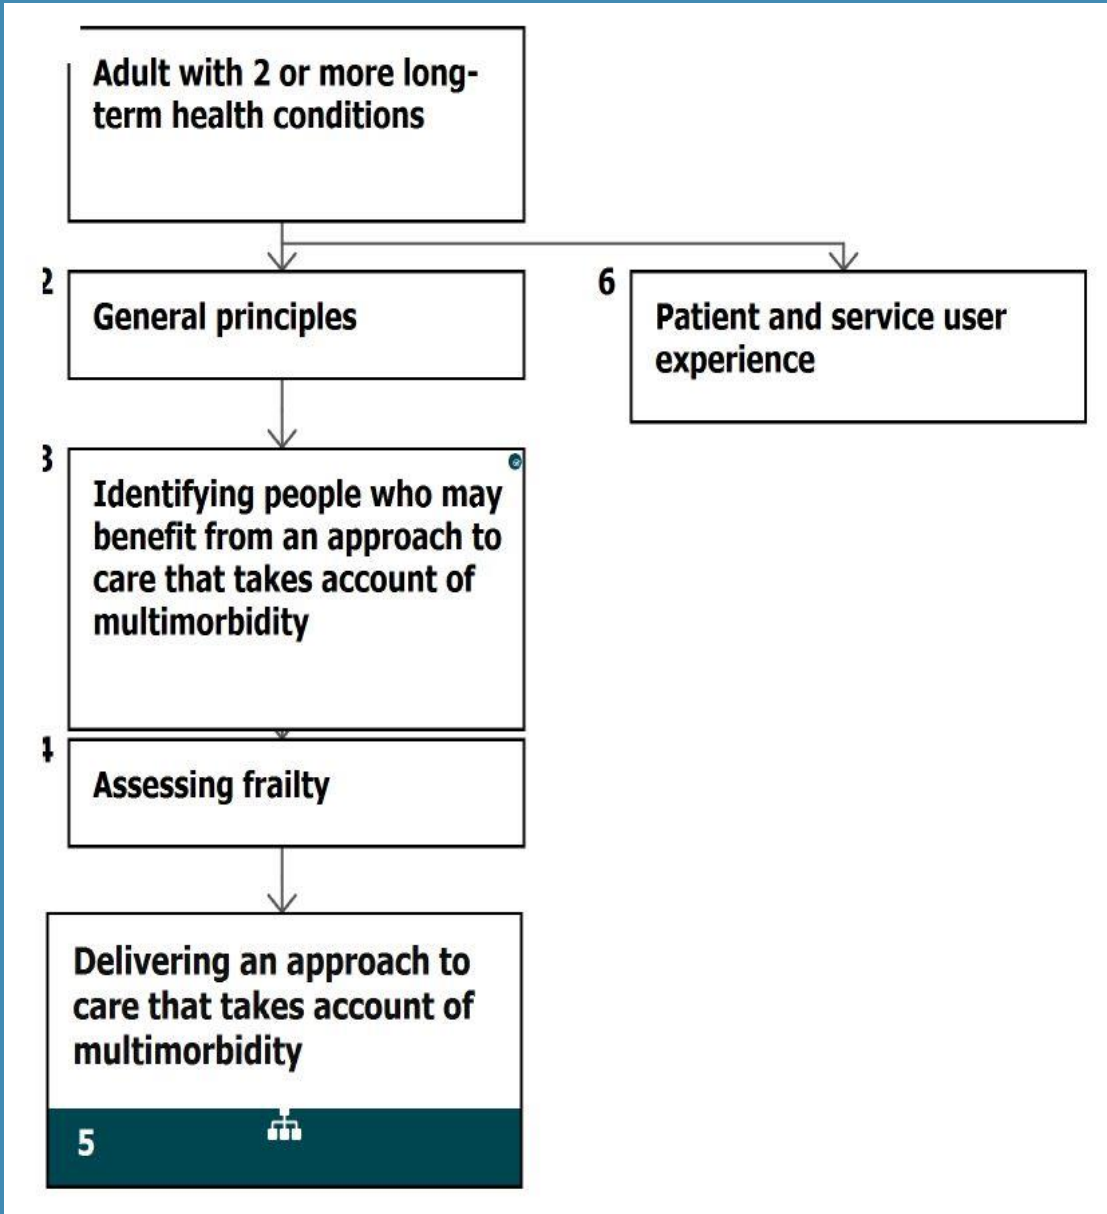 Adult with 2 or more long-
term health conditions
2
General principles
6
Patient and service user
experience
3
Identifying people who may
benefit from an approach to
care that takes account of
multimorbidity
4
Assessing frailty
Delivering an approach to
care that takes account of
multimorbidity
5